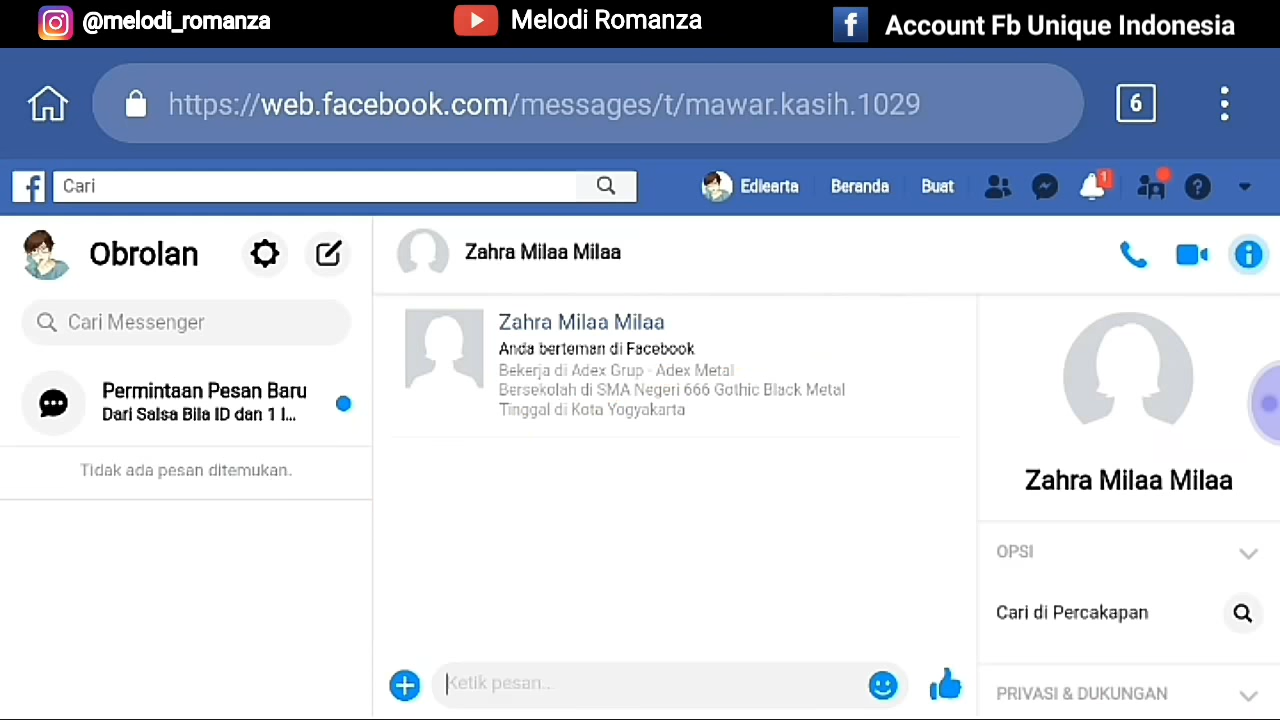 @melodi_romanza
Melodi Romanza
Account Fb Unique Indonesia
https://web.facebook.com/messages/t/mawar.kasih.1029
6
Cari
Ediearta
Beranda
Buat
1
Obrolan
Zahra Milaa Milaa
Cari Messenger
Permintaan Pesan Baru
Dari Salsa Bila ID dan 1 l...
Tidak ada pesan ditemukan.
Zahra Milaa Milaa
Anda berteman di Facebook
Bekerja di Adex Grup - Adex Metal
Bersekolah di SMA Negeri 666 Gothic Black Metal
Tinggal di Kota Yogyakarta
Ketik pesan...
Zahra Milaa Milaa
OPSI
Cari di Percakapan
PRIVASI & DUKUNGAN